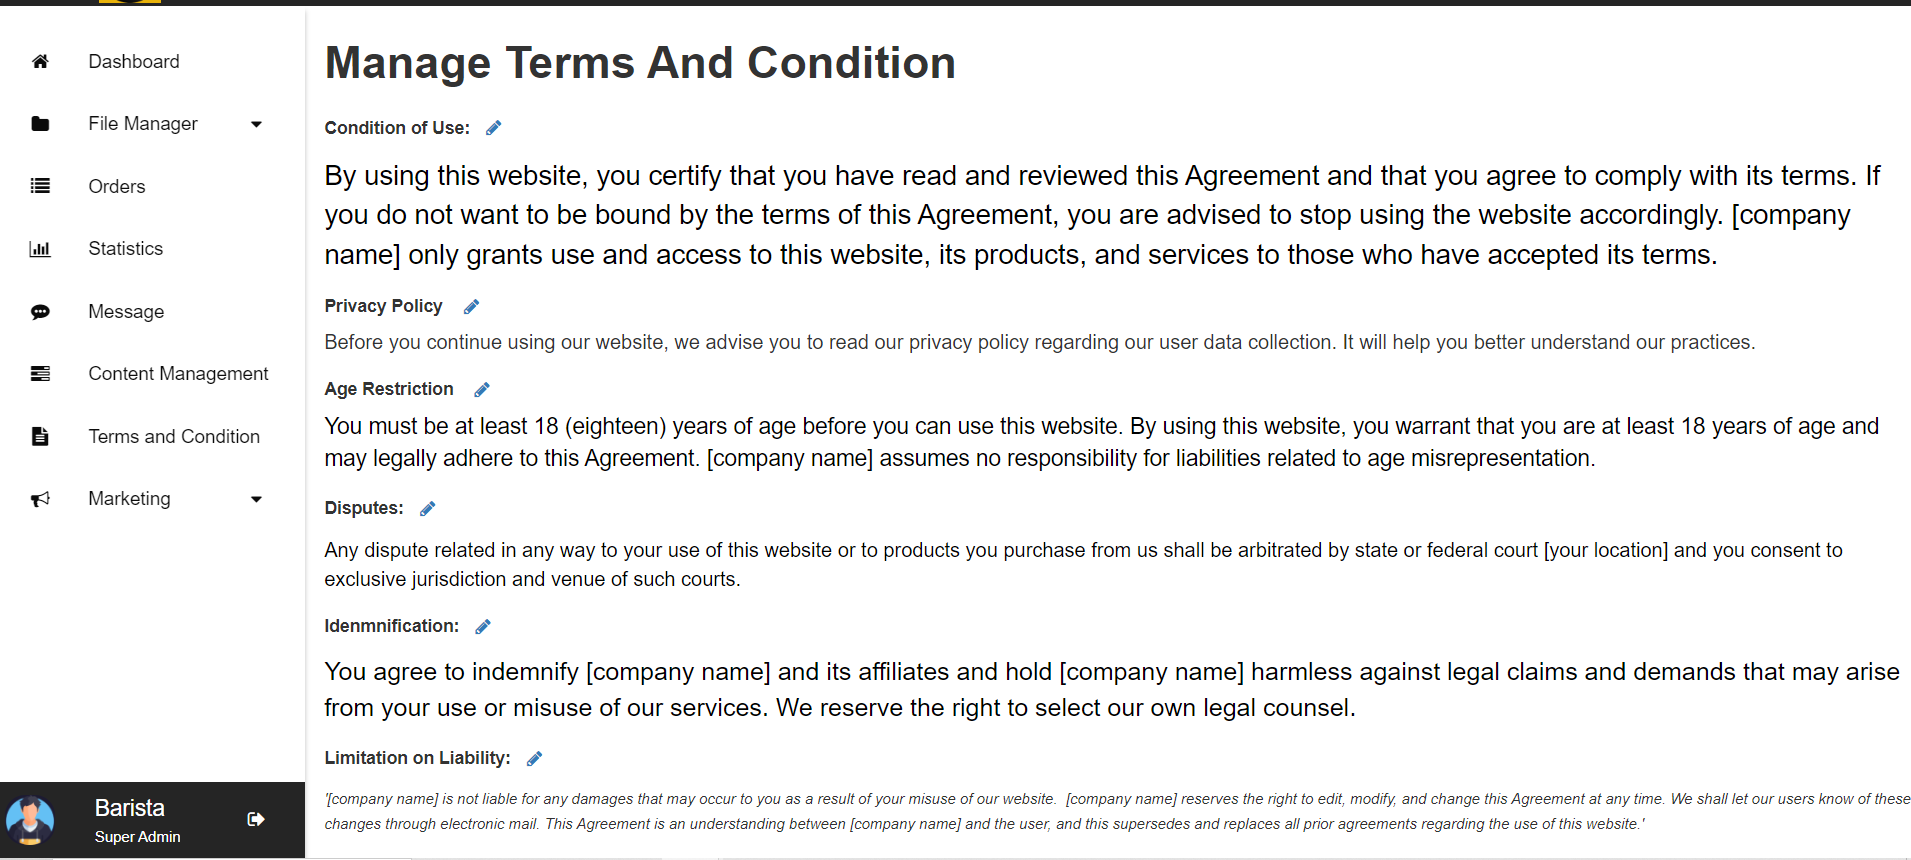 Dashboard
File Manager
Orders
Statistics
Message
Content Management
Terms and Condition
Marketing
Barista
Super Admin
Manage Terms And Condition
Condition of Use:
By using this website, you certify that you have read and reviewed this Agreement and that you agree to comply with its terms. If
you do not want to be bound by the terms of this Agreement, you are advised to stop using the website accordingly. [company
name] only grants use and access to this website, its products, and services to those who have accepted its terms.
Privacy Policy
Before you continue using our website, we advise you to read our privacy policy regarding our user data collection. It will help you better understand our practices.
Age Restriction
You must be at least 18 (eighteen) years of age before you can use this website. By using this website, you warrant that you are at least 18 years of age and
may legally adhere to this Agreement. [company name] assumes no responsibility for liabilities related to age misrepresentation.
Disputes:
Any dispute related in any way to your use of this website or to products you purchase from us shall be arbitrated by state or federal court [your location] and you consent to
exclusive jurisdiction and venue of such courts.
Idenmnification:
You agree to indemnify [company name] and its affiliates and hold [company name] harmless against legal claims and demands that may arise
from your use or misuse of our services. We reserve the right to select our own legal counsel.
Limitation on Liability:
'[company name] is not liable for any damages that may occur to you as a result of your misuse of our website.  [company name] reserves the right to edit, modify, and change this Agreement at any time. We shall let our users know of these
changes through electronic mail. This Agreement is an understanding between [company name] and the user, and this supersedes and replaces all prior agreements regarding the use of this website.'